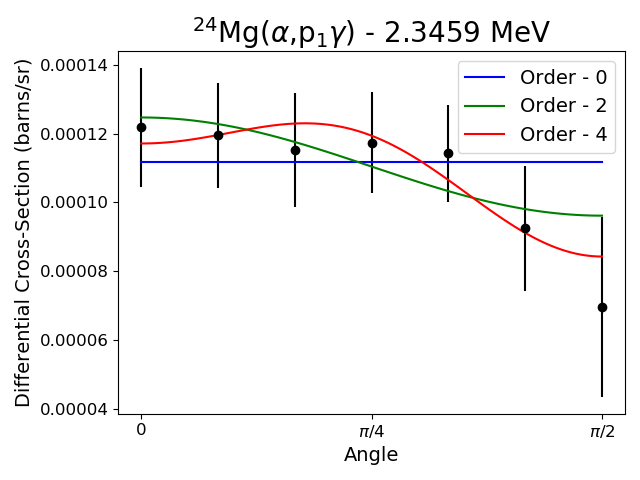 ²⁴Mg(α,p₁γ) - 2.3459 MeV
Order - 0
Order - 2
Order - 4
Differential Cross-Section (barns/sr)
0.00014
0.00012
0.00010
0.00008
0.00006
0.00004
0
π/4
π/2
Angle